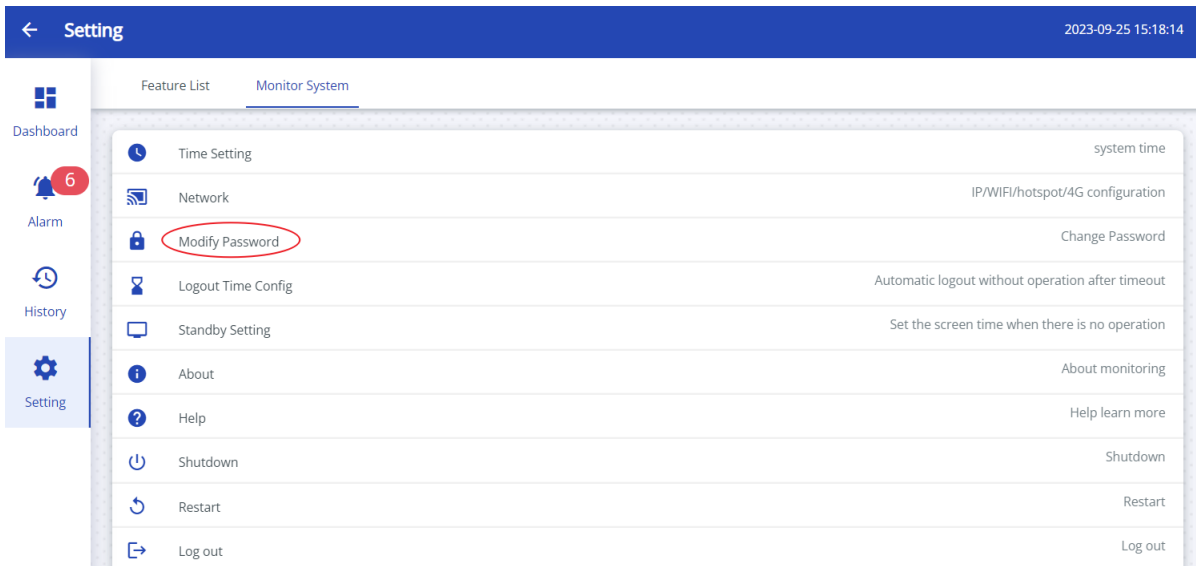 Setting
2023-09-25 15:18:14
Dashboard
6
Alarm
History
Setting
Feature List Monitor System
Time Setting system time
Network IP/WIFI/hotspot/4G configuration
Modify Password Change Password
Logout Time Config Automatic logout without operation after timeout
Standby Setting Set the screen time when there is no operation
About About monitoring
Help Help learn more
Shutdown Shutdown
Restart Restart
Log out Log out